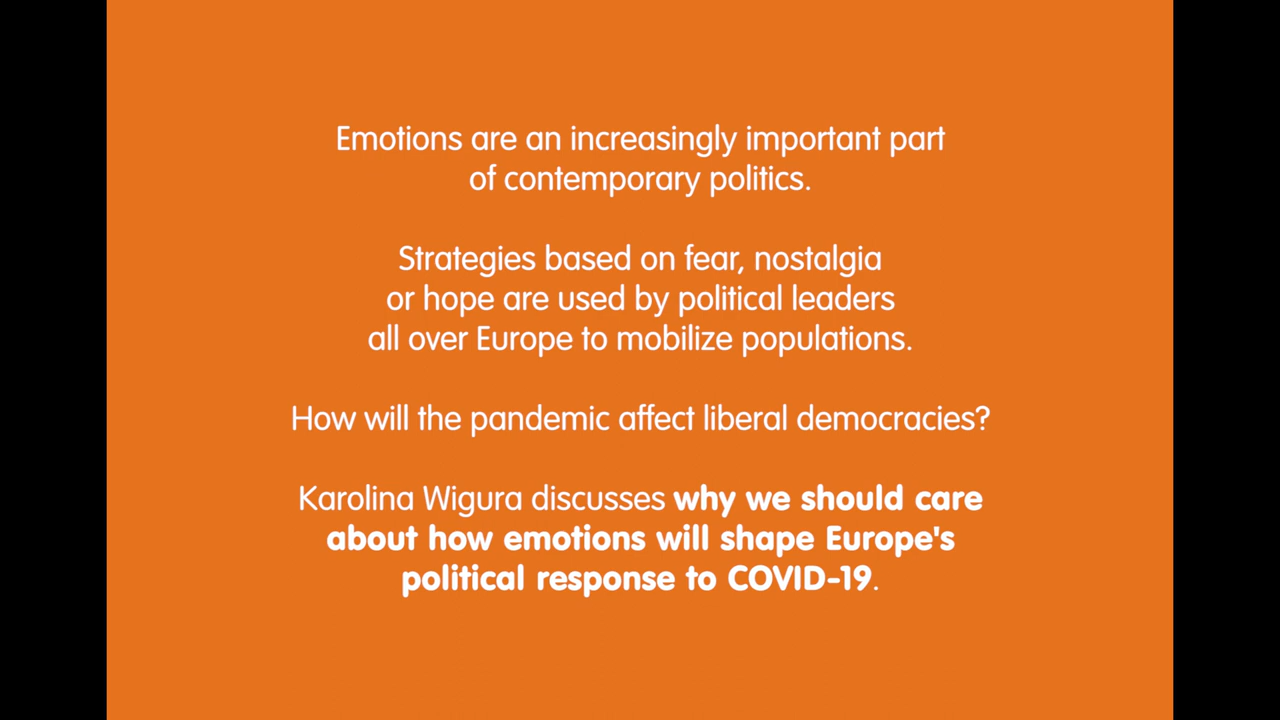 Emotions are an increasingly important part
of contemporary politics.
Strategies based on fear, nostalgia
or hope are used by political leaders
all over Europe to mobilize populations.
How will the pandemic affect liberal democracies?
Karolina Wigura discusses why we should care
about how emotions will shape Europe's
political response to COVID-19.